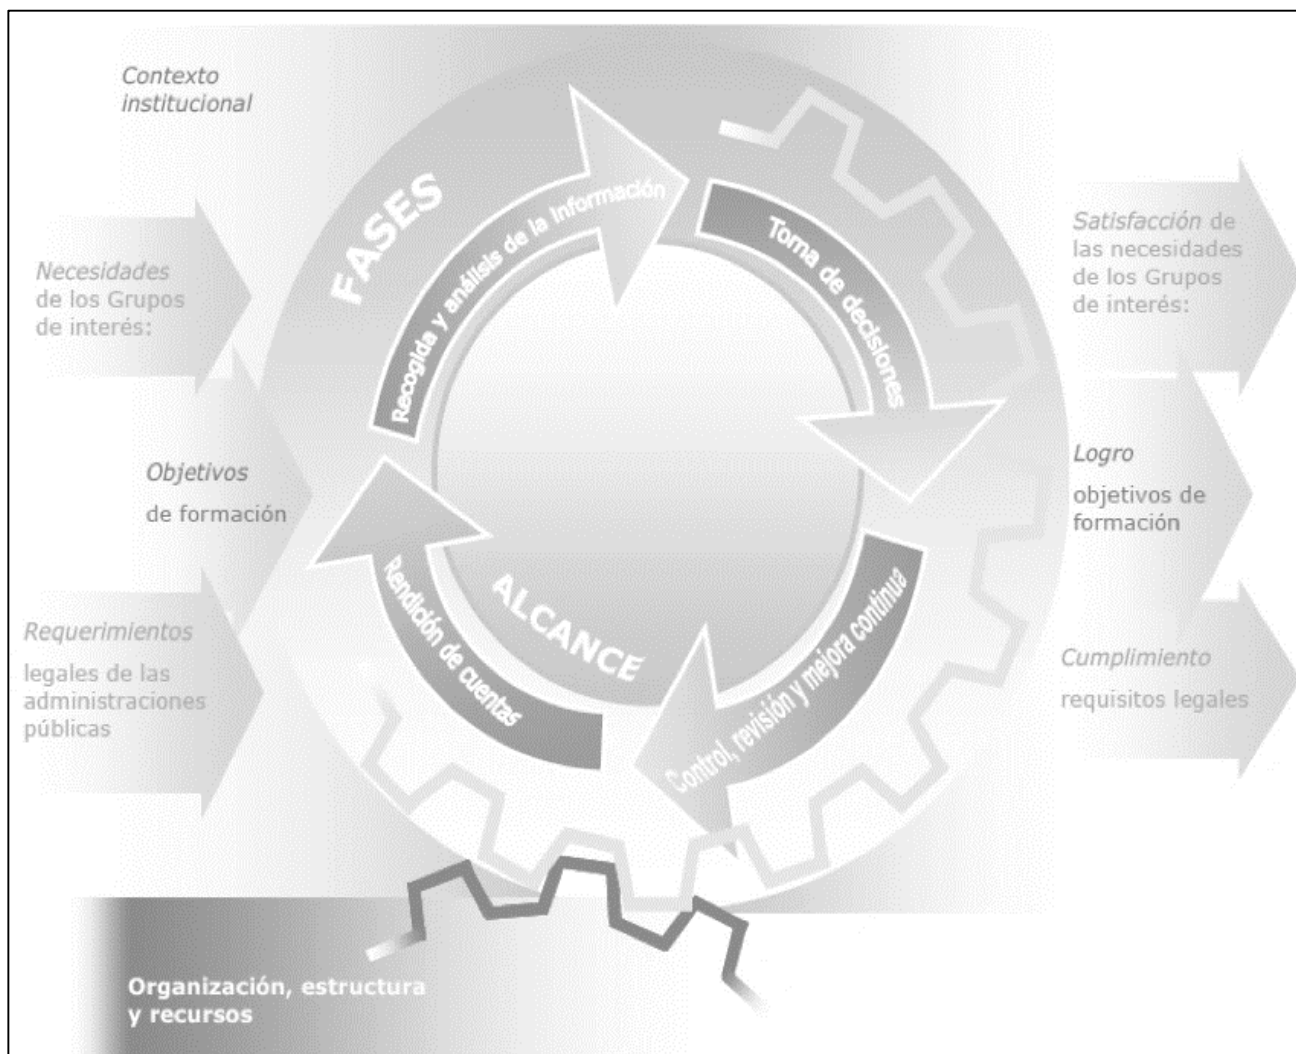 Contexto
institucional
FASES
Recogida y análisis de la Información
Toma de decisiones
Control, revisión y mejora continua
Rendición de cuentas
ALCANCE
Necesidades
de los Grupos
de interés:
Objetivos
de formación
Requerimientos
legales de las
administraciones
públicas
Satisfacción de
las necesidades
de los Grupos
de interés:
Logro
objetivos de
formación
Cumplimiento
requisitos legales
Organización, estructura
y recursos